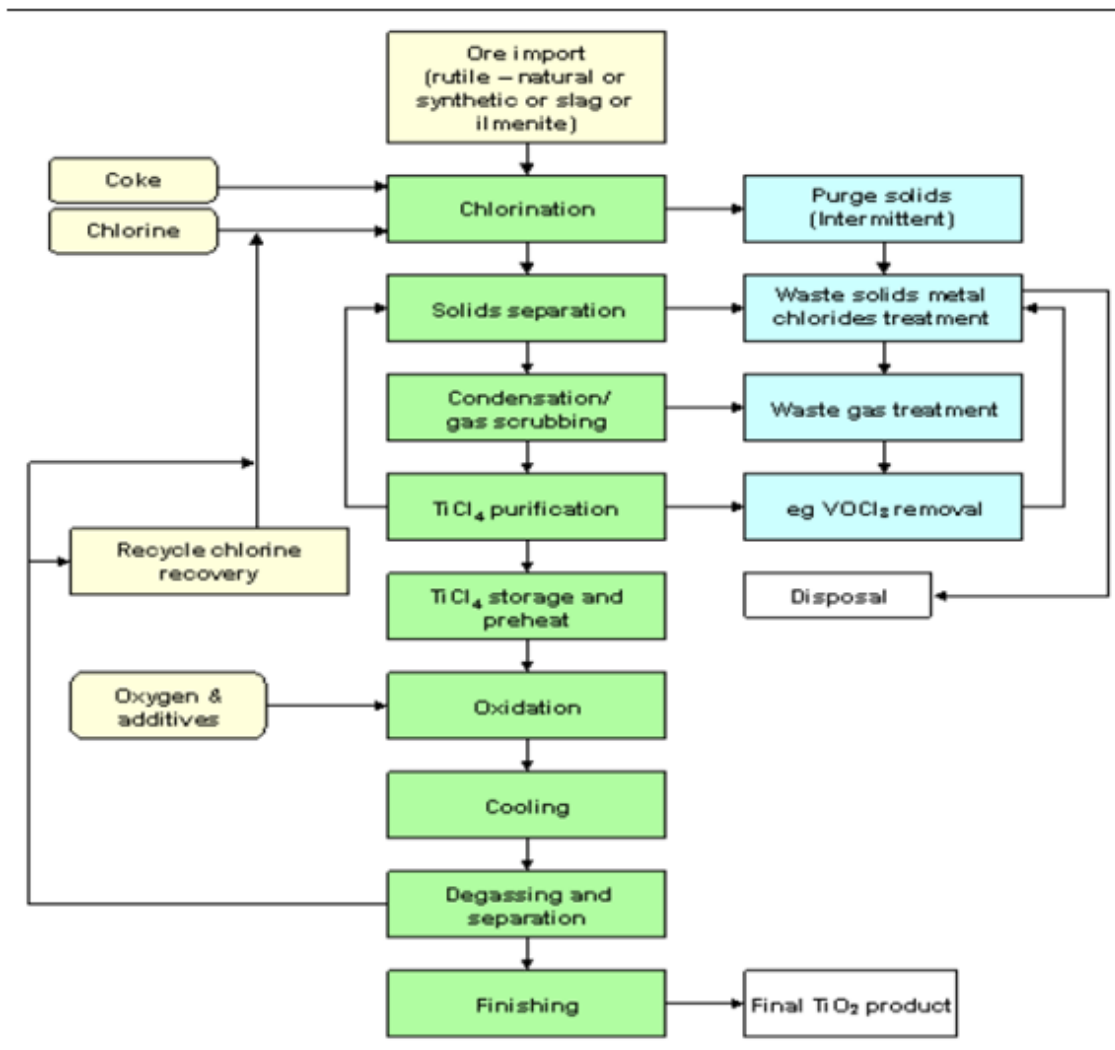 Ore import
(rutile – natural or
synthetic or slag or
ilmenite)
Coke
Chlorine
Chlorination
Purge solids
(Intermittent)
Solids separation
Waste solids metal
chlorides treatment
Condensation/
gas scrubbing
Waste gas treatment
TiCl₄ purification
eg VOCl₃ removal
Recycle chlorine
recovery
TiCl₄ storage and
preheat
Disposal
Oxygen &
additives
Oxidation
Cooling
Degassing and
separation
Finishing
Final TiO₂ product